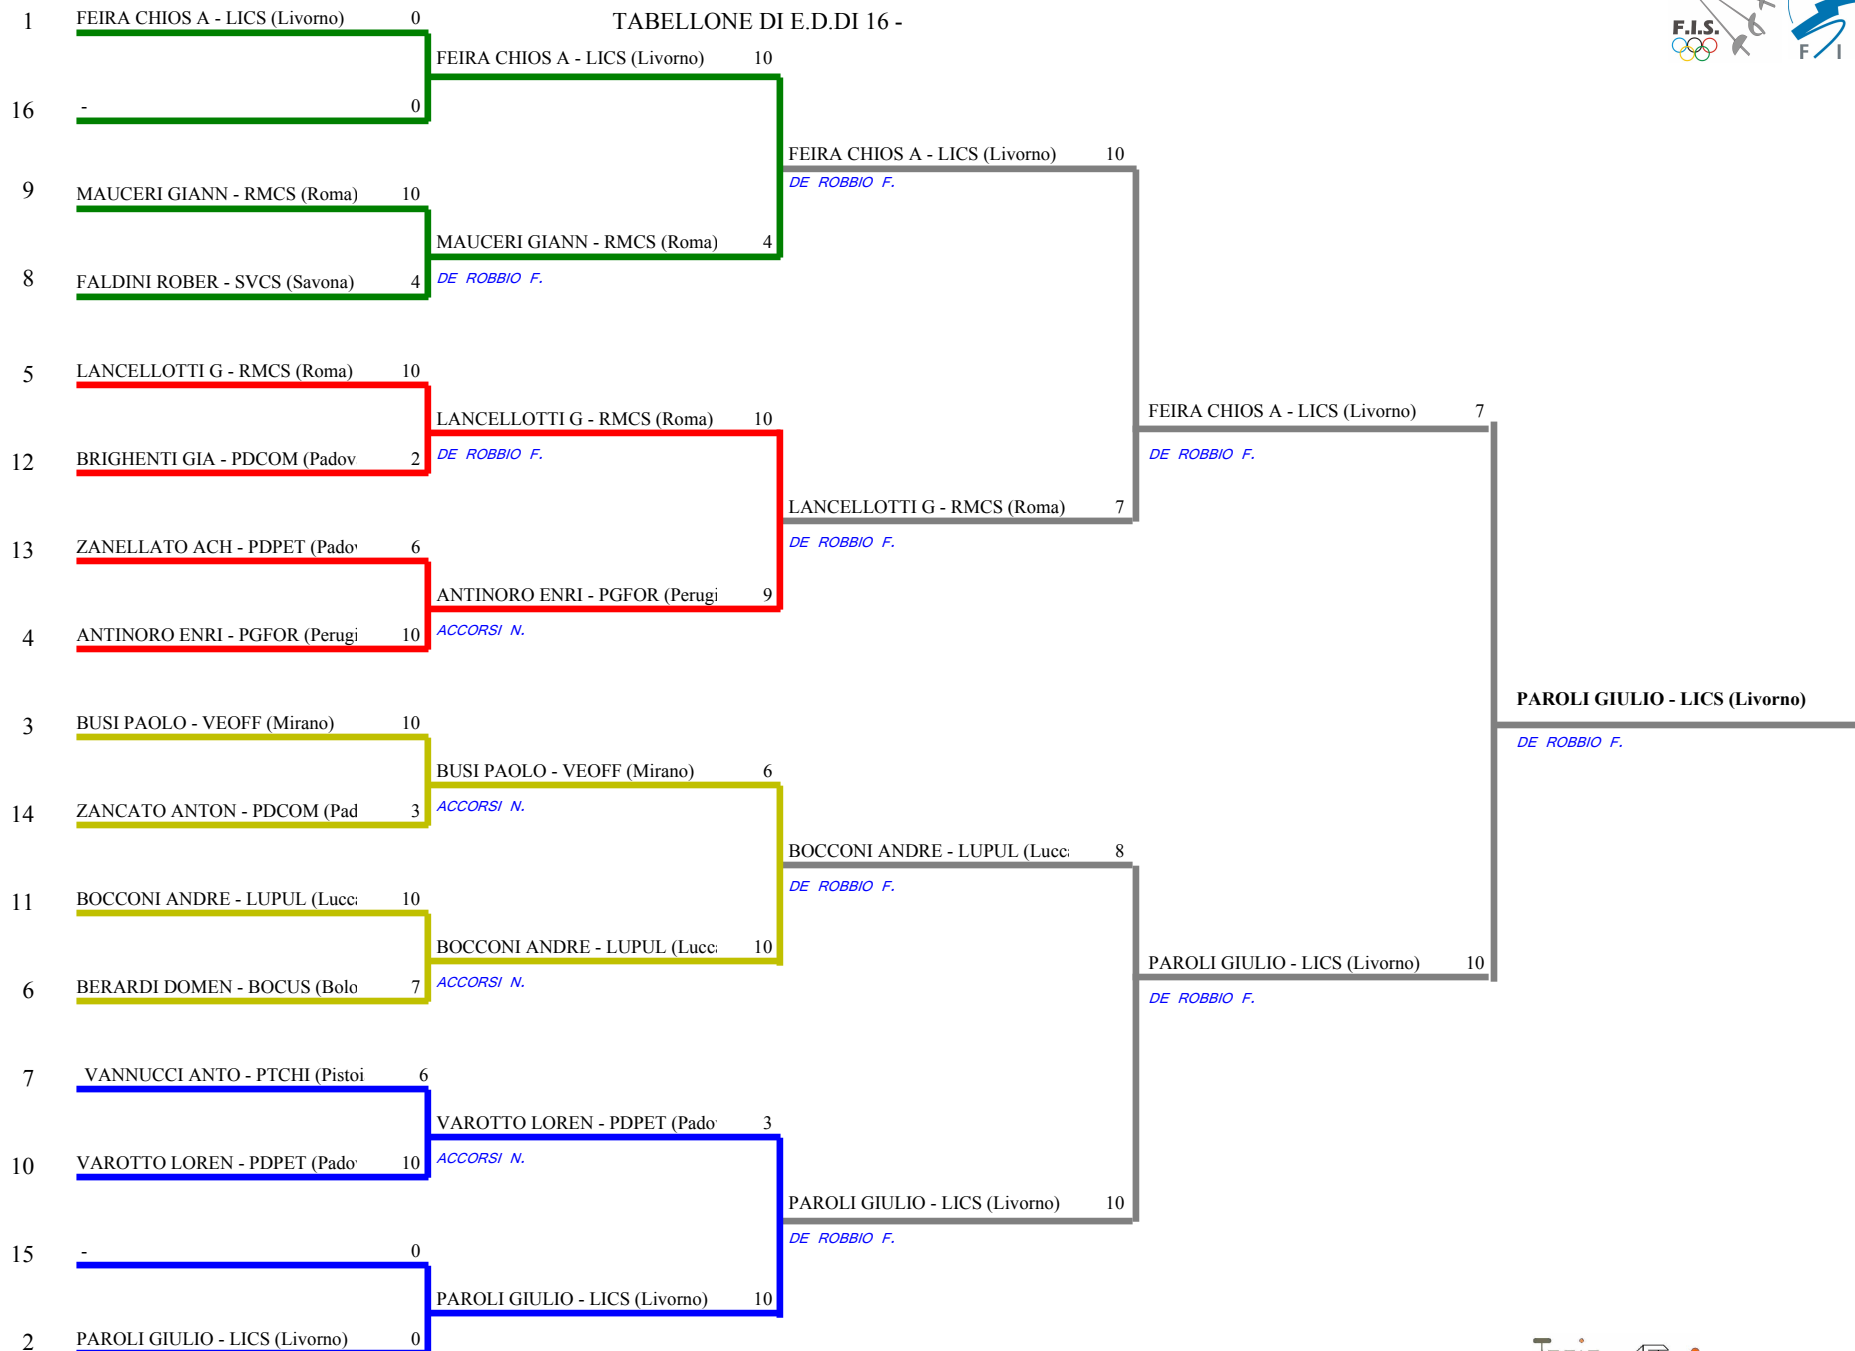 TABELLONE DI E.D.DI 16 -
F.I.S.
F I
1 FEIRA CHIOS A - LICS (Livorno) 0
FEIRA CHIOS A - LICS (Livorno) 10
16 - 0
FEIRA CHIOS A - LICS (Livorno) 10
DE ROBBIO F.
9 MAUCERI GIANN - RMCS (Roma) 10
MAUCERI GIANN - RMCS (Roma) 4
DE ROBBIO F.
8 FALDINI ROBER - SVCS (Savona) 4
5 LANCELLOTTI G - RMCS (Roma) 10
LANCELLOTTI G - RMCS (Roma) 10
DE ROBBIO F.
FEIRA CHIOS A - LICS (Livorno) 7
DE ROBBIO F.
12 BRIGHENTI GIA - PDCOM (Padov 2
LANCELLOTTI G - RMCS (Roma) 7
DE ROBBIO F.
13 ZANELLATO ACH - PDPET (Pado 6
ANTINORO ENRI - PGFOR (Perugi 9
ACCORSI N.
4 ANTINORO ENRI - PGFOR (Perugi 10
PAROLI GIULIO - LICS (Livorno)
DE ROBBIO F.
3 BUSI PAOLO - VEOFF (Mirano) 10
BUSI PAOLO - VEOFF (Mirano) 6
ACCORSI N.
14 ZANCATO ANTON - PDCOM (Pad 3
BOCCONI ANDRE - LUPUL (Lucc 8
DE ROBBIO F.
11 BOCCONI ANDRE - LUPUL (Lucc 10
BOCCONI ANDRE - LUPUL (Lucc 10
ACCORSI N.
PAROLI GIULIO - LICS (Livorno) 10
DE ROBBIO F.
6 BERARDI DOMEN - BOCUS (Bolo 7
7 VANNUCCI ANTO - PTCHI (Pistoi 6
VAROTTO LOREN - PDPET (Pado 3
ACCORSI N.
10 VAROTTO LOREN - PDPET (Pado 10
PAROLI GIULIO - LICS (Livorno) 10
DE ROBBIO F.
15 - 0
PAROLI GIULIO - LICS (Livorno) 10
2 PAROLI GIULIO - LICS (Livorno) 0